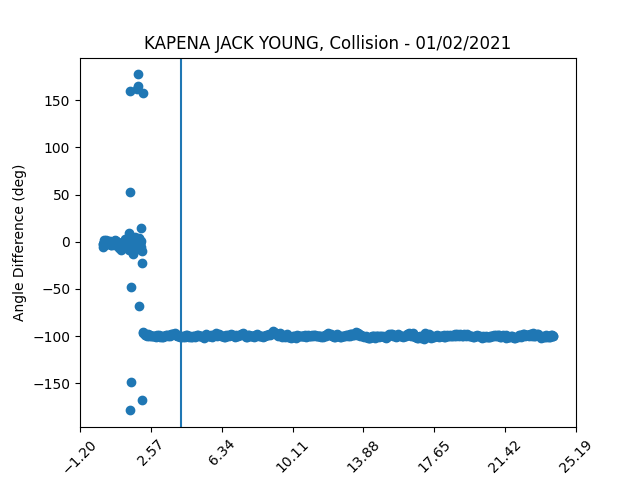 KAPENA JACK YOUNG, Collision - 01/02/2021
Angle Difference (deg)
150
100
50
0
−50
−100
−150
−1.20 2.57 6.34 10.11 13.88 17.65 21.42 25.19